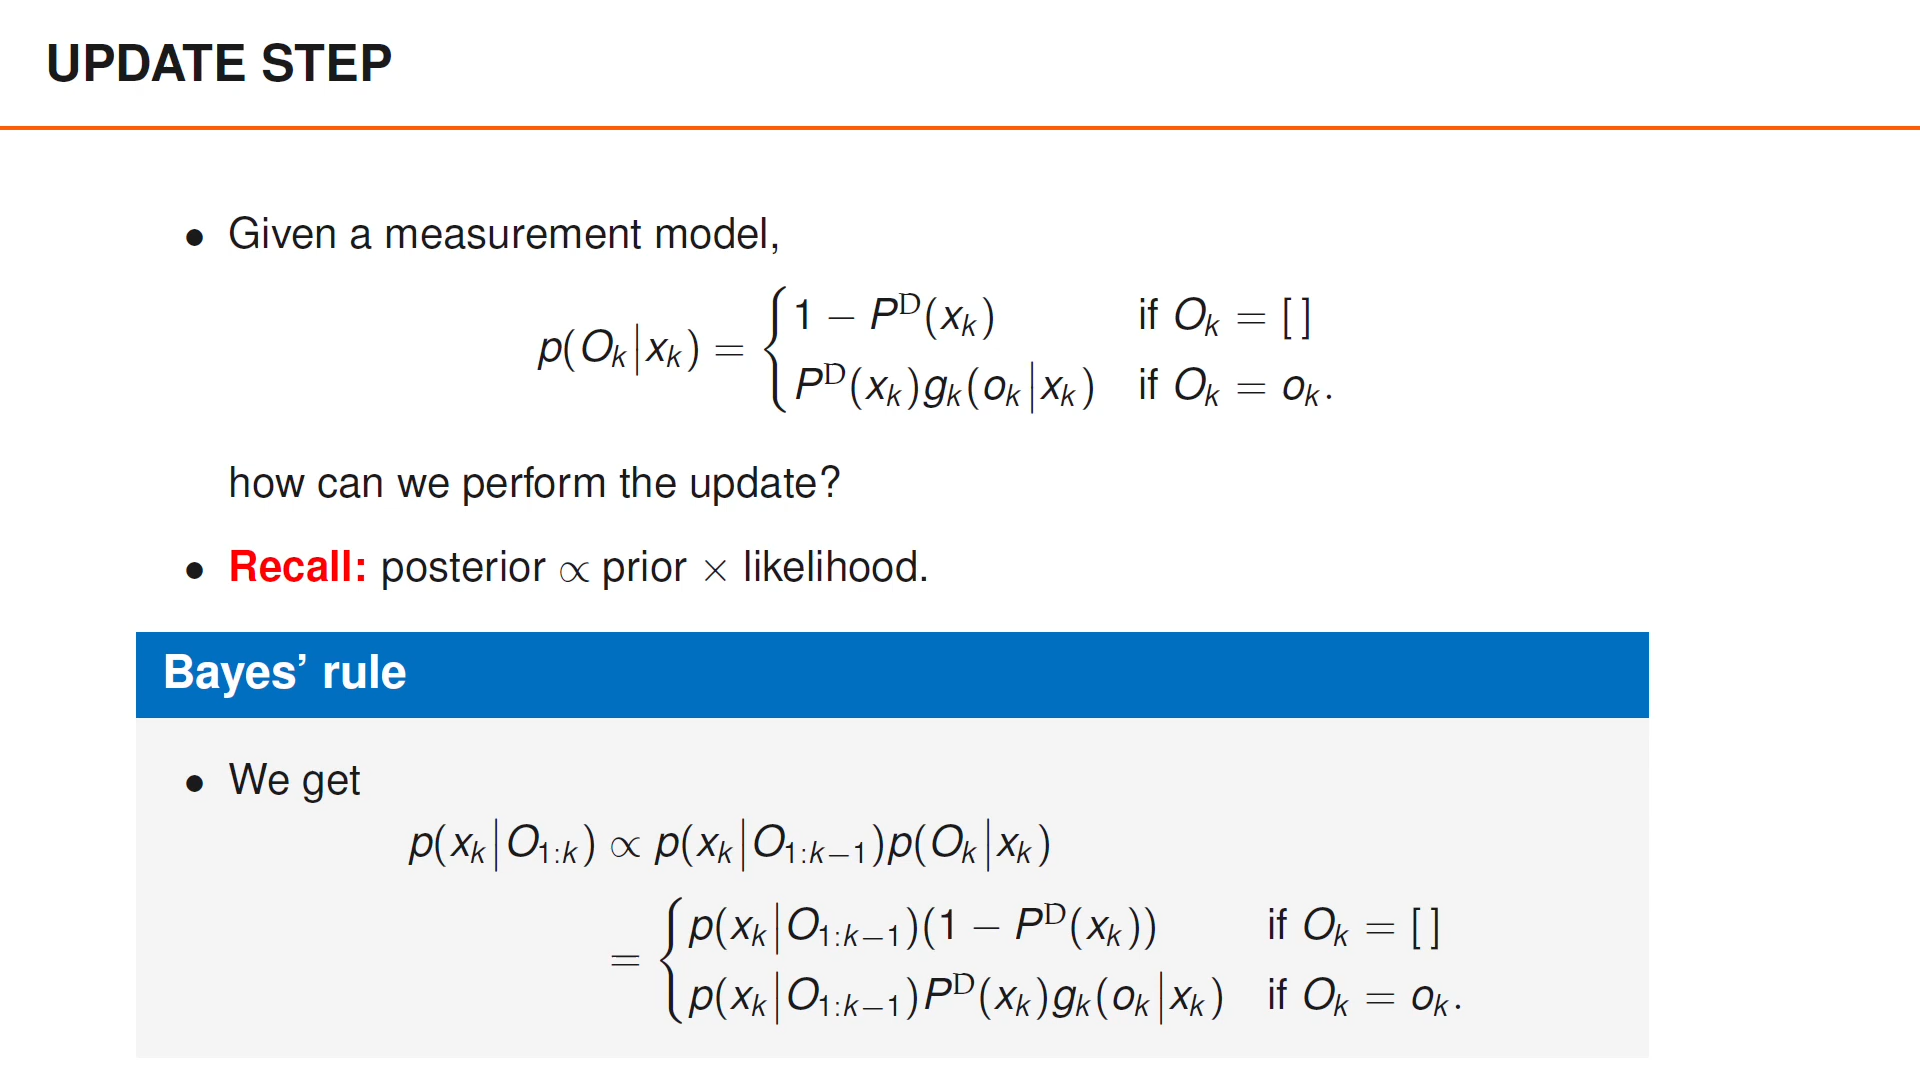 UPDATE STEP
• Given a measurement model,
p(O_k|x_k) = { 1 − P^D(x_k) if O_k = [ ]
P^D(x_k)g_k(o_k|x_k) if O_k = o_k.
how can we perform the update?
• Recall: posterior ∝ prior × likelihood.
Bayes’ rule
• We get
p(x_k|O_{1:k}) ∝ p(x_k|O_{1:k−1})p(O_k|x_k)
= { p(x_k|O_{1:k−1})(1 − P^D(x_k)) if O_k = [ ]
p(x_k|O_{1:k−1})P^D(x_k)g_k(o_k|x_k) if O_k = o_k.